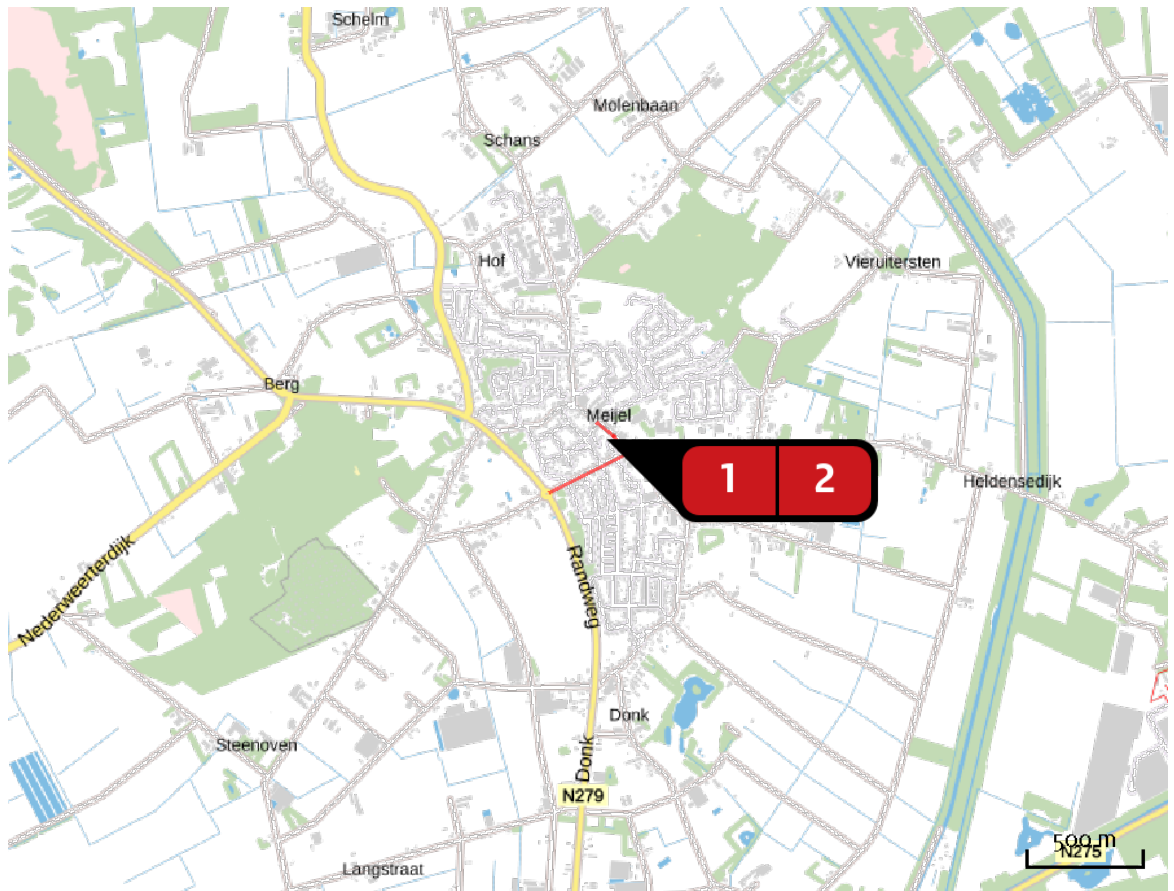 Schelm
Molenbaan
Schans
Hof
Vieruitersten
Berg
Meijel
1 2
Heldensedijk
Nederweerterdijk
Randweg
Donk
Steenoven
Donk
N279
500 m
N275
Langstraat